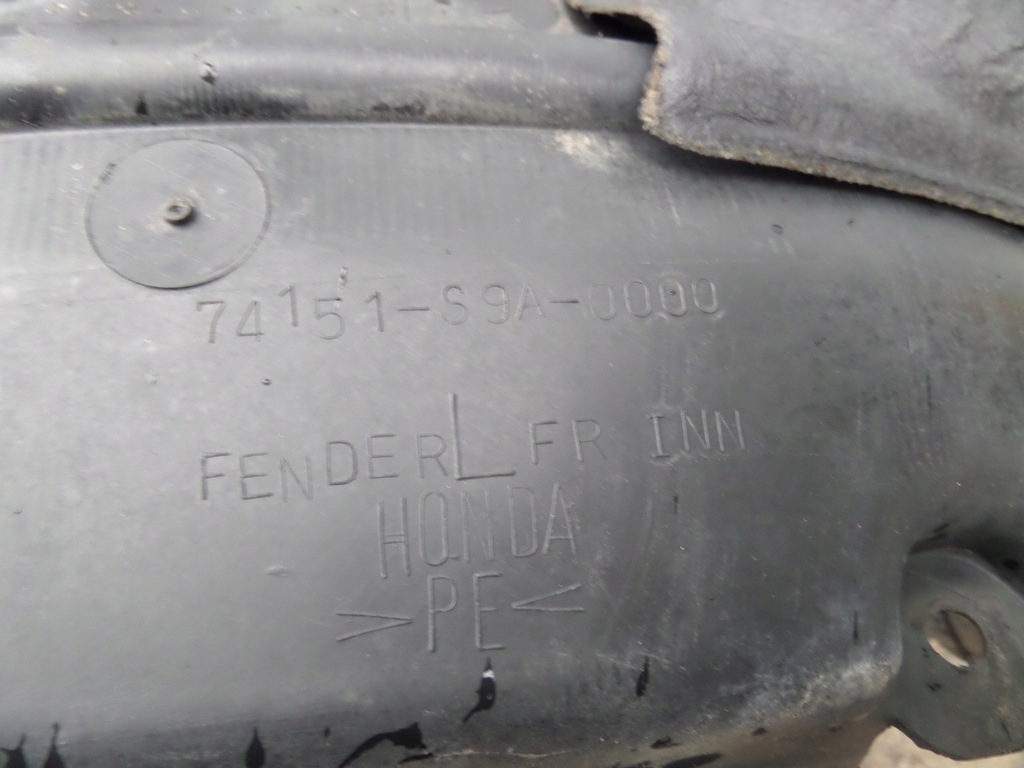 74151-S9A-0000
FENDER L FR INN
HONDA
>PE<